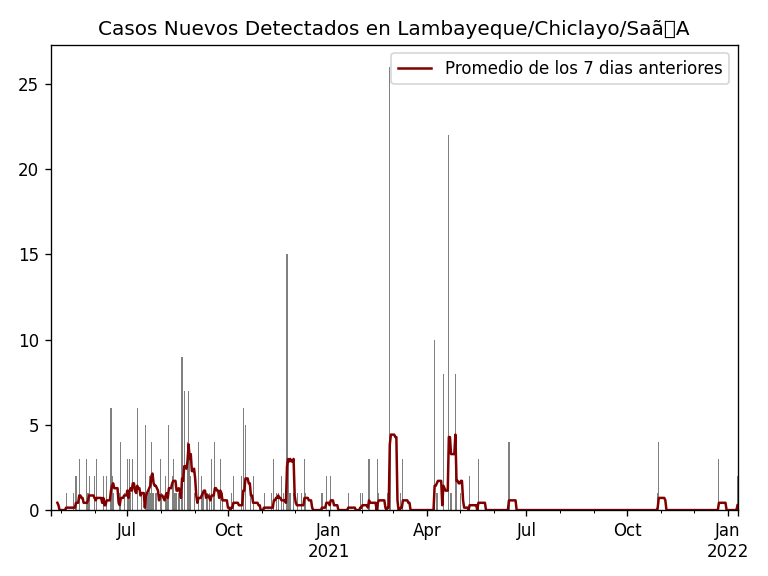 Casos Nuevos Detectados en Lambayeque/Chiclayo/Saã▯A
Promedio de los 7 dias anteriores
25
20
15
10
5
0
Jul Oct Jan Apr Jul Oct Jan
2021 2022